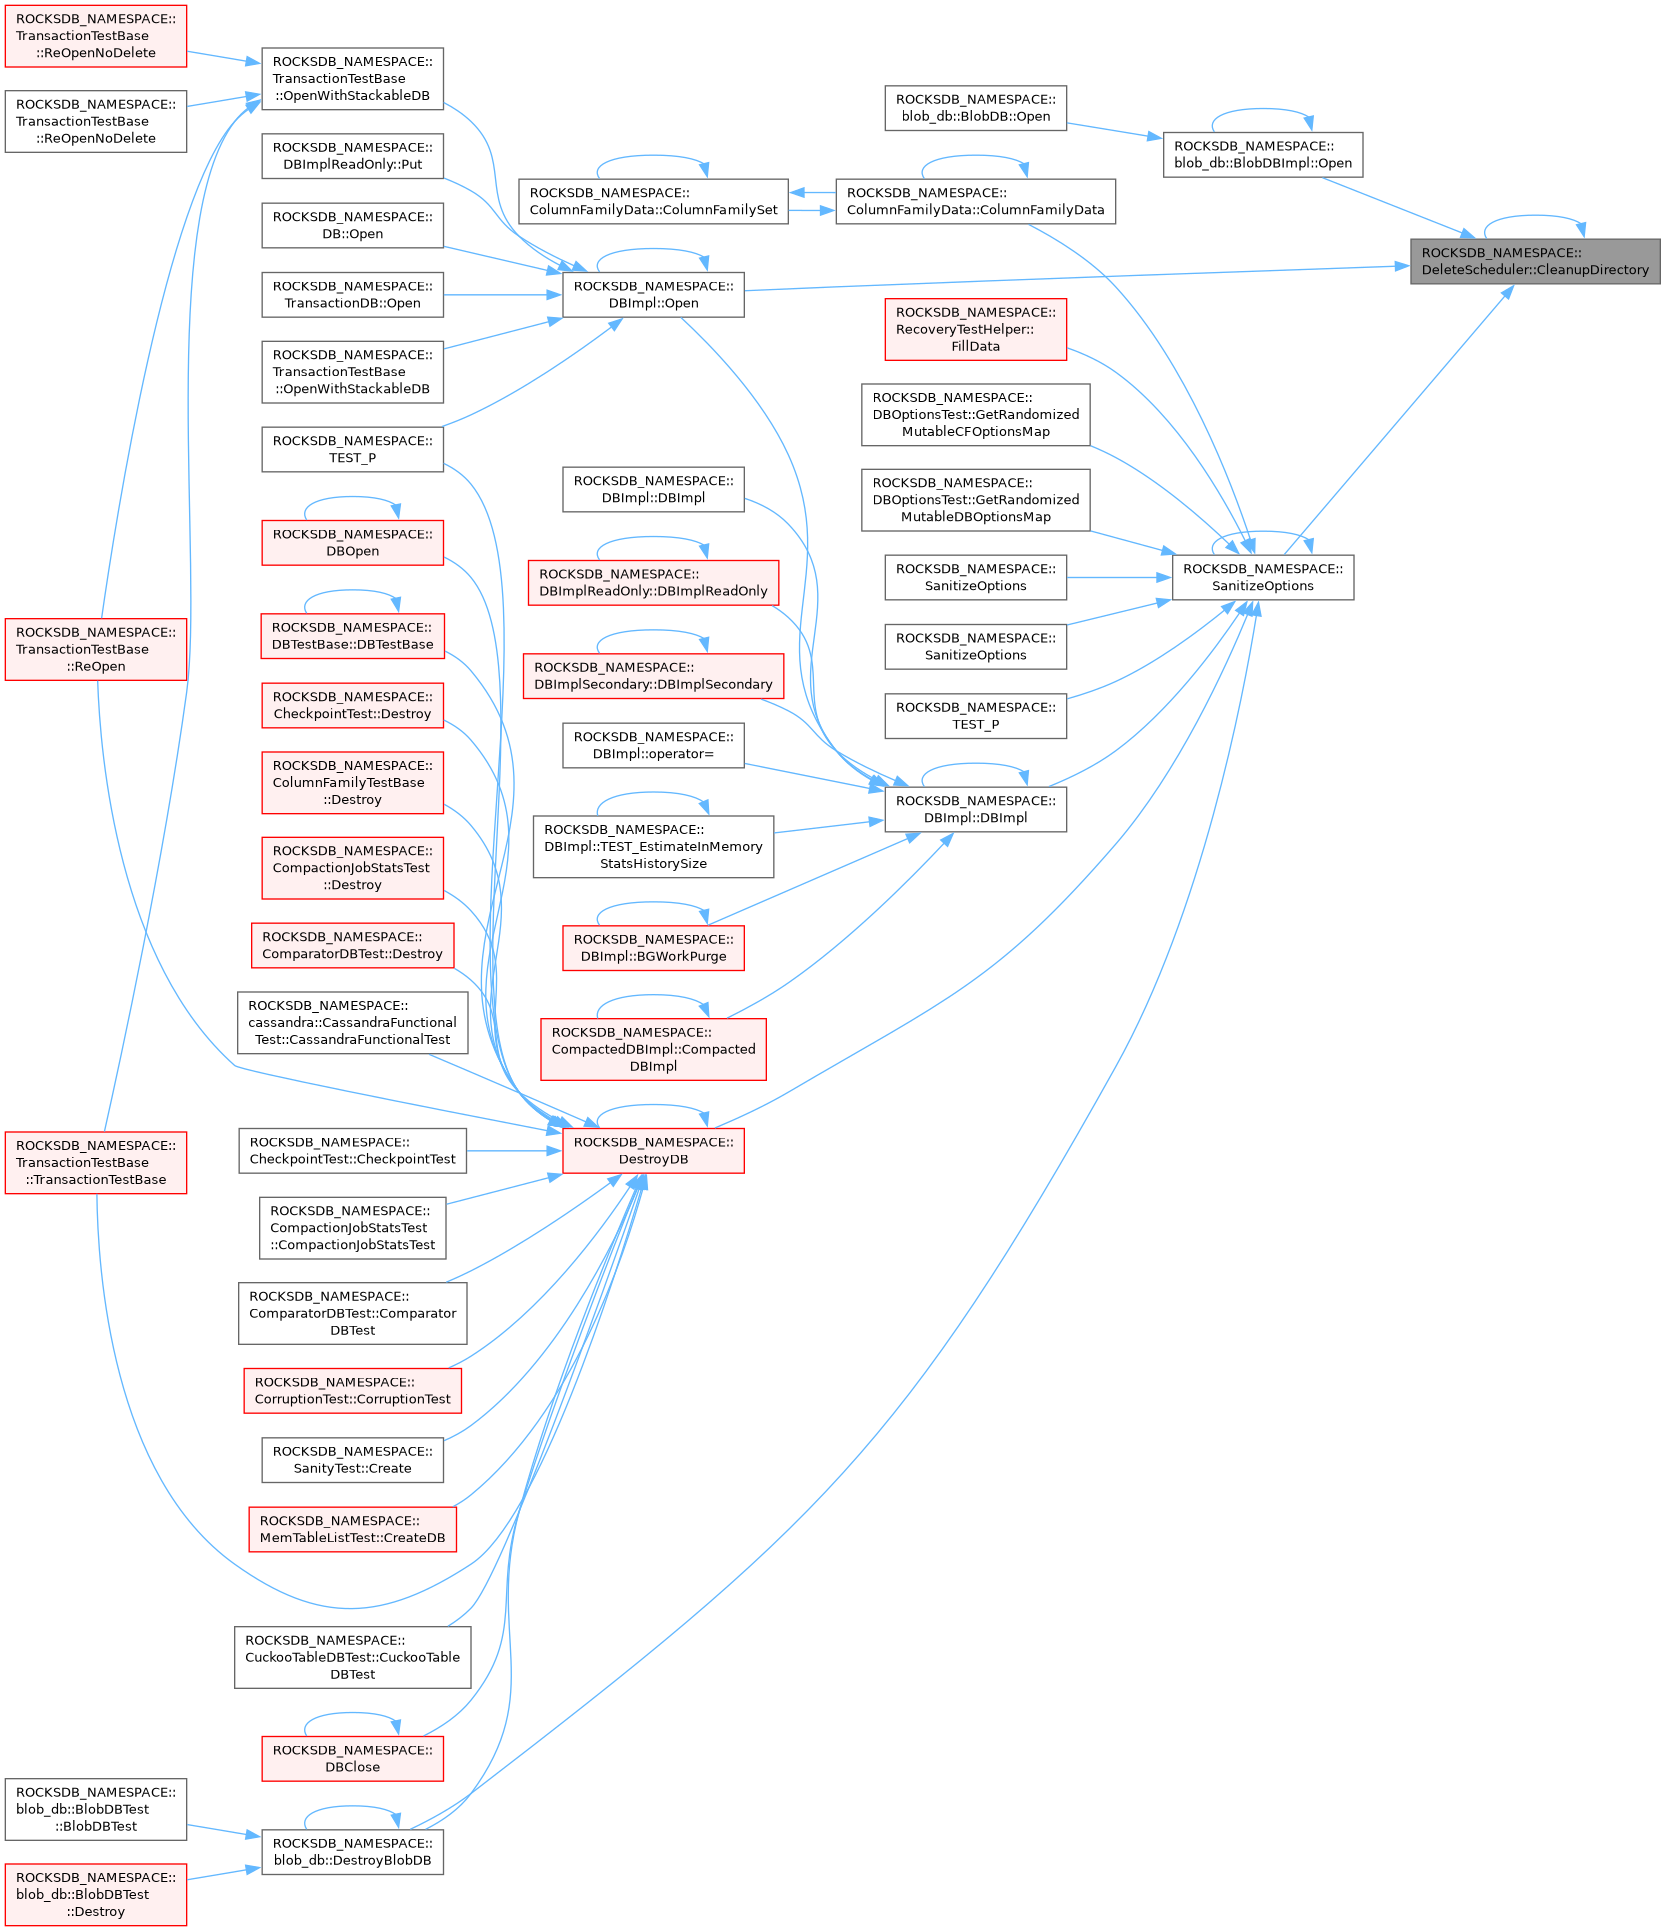 ROCKSDB_NAMESPACE::
TransactionTestBase
::ReOpenNoDelete
ROCKSDB_NAMESPACE::
TransactionTestBase
::ReOpenNoDelete
ROCKSDB_NAMESPACE::
TransactionTestBase
::ReOpen
ROCKSDB_NAMESPACE::
TransactionTestBase
::TransactionTestBase
ROCKSDB_NAMESPACE::
blob_db::BlobDBTest
::BlobDBTest
ROCKSDB_NAMESPACE::
blob_db::BlobDBTest
::Destroy
ROCKSDB_NAMESPACE::
TransactionTestBase
::OpenWithStackableDB
ROCKSDB_NAMESPACE::
DBImplReadOnly::Put
ROCKSDB_NAMESPACE::
DB::Open
ROCKSDB_NAMESPACE::
TransactionDB::Open
ROCKSDB_NAMESPACE::
TransactionTestBase
::OpenWithStackableDB
ROCKSDB_NAMESPACE::
TEST_P
ROCKSDB_NAMESPACE::
DBOpen
ROCKSDB_NAMESPACE::
DBTestBase::DBTestBase
ROCKSDB_NAMESPACE::
CheckpointTest::Destroy
ROCKSDB_NAMESPACE::
ColumnFamilyTestBase
::Destroy
ROCKSDB_NAMESPACE::
CompactionJobStatsTest
::Destroy
ROCKSDB_NAMESPACE::
ComparatorDBTest::Destroy
ROCKSDB_NAMESPACE::
cassandra::CassandraFunctional
Test::CassandraFunctionalTest
ROCKSDB_NAMESPACE::
CheckpointTest::CheckpointTest
ROCKSDB_NAMESPACE::
CompactionJobStatsTest
::CompactionJobStatsTest
ROCKSDB_NAMESPACE::
ComparatorDBTest::Comparator
DBTest
ROCKSDB_NAMESPACE::
CorruptionTest::CorruptionTest
ROCKSDB_NAMESPACE::
SanityTest::Create
ROCKSDB_NAMESPACE::
MemTableListTest::CreateDB
ROCKSDB_NAMESPACE::
CuckooTableDBTest::CuckooTable
DBTest
ROCKSDB_NAMESPACE::
DBClose
ROCKSDB_NAMESPACE::
blob_db::DestroyBlobDB
ROCKSDB_NAMESPACE::
ColumnFamilyData::ColumnFamilySet
ROCKSDB_NAMESPACE::
DBImpl::Open
ROCKSDB_NAMESPACE::
DBImpl::DBImpl
ROCKSDB_NAMESPACE::
DBImplReadOnly::DBImplReadOnly
ROCKSDB_NAMESPACE::
DBImplSecondary::DBImplSecondary
ROCKSDB_NAMESPACE::
DBImpl::operator=
ROCKSDB_NAMESPACE::
DBImpl::TEST_EstimateInMemory
StatsHistorySize
ROCKSDB_NAMESPACE::
DBImpl::BGWorkPurge
ROCKSDB_NAMESPACE::
CompactedDBImpl::Compacted
DBImpl
ROCKSDB_NAMESPACE::
DestroyDB
ROCKSDB_NAMESPACE::
blob_db::BlobDB::Open
ROCKSDB_NAMESPACE::
ColumnFamilyData::ColumnFamilyData
ROCKSDB_NAMESPACE::
RecoveryTestHelper::
FillData
ROCKSDB_NAMESPACE::
DBOptionsTest::GetRandomized
MutableCFOptionsMap
ROCKSDB_NAMESPACE::
DBOptionsTest::GetRandomized
MutableDBOptionsMap
ROCKSDB_NAMESPACE::
SanitizeOptions
ROCKSDB_NAMESPACE::
SanitizeOptions
ROCKSDB_NAMESPACE::
TEST_P
ROCKSDB_NAMESPACE::
DBImpl::DBImpl
ROCKSDB_NAMESPACE::
blob_db::BlobDBImpl::Open
ROCKSDB_NAMESPACE::
SanitizeOptions
ROCKSDB_NAMESPACE::
DeleteScheduler::CleanupDirectory